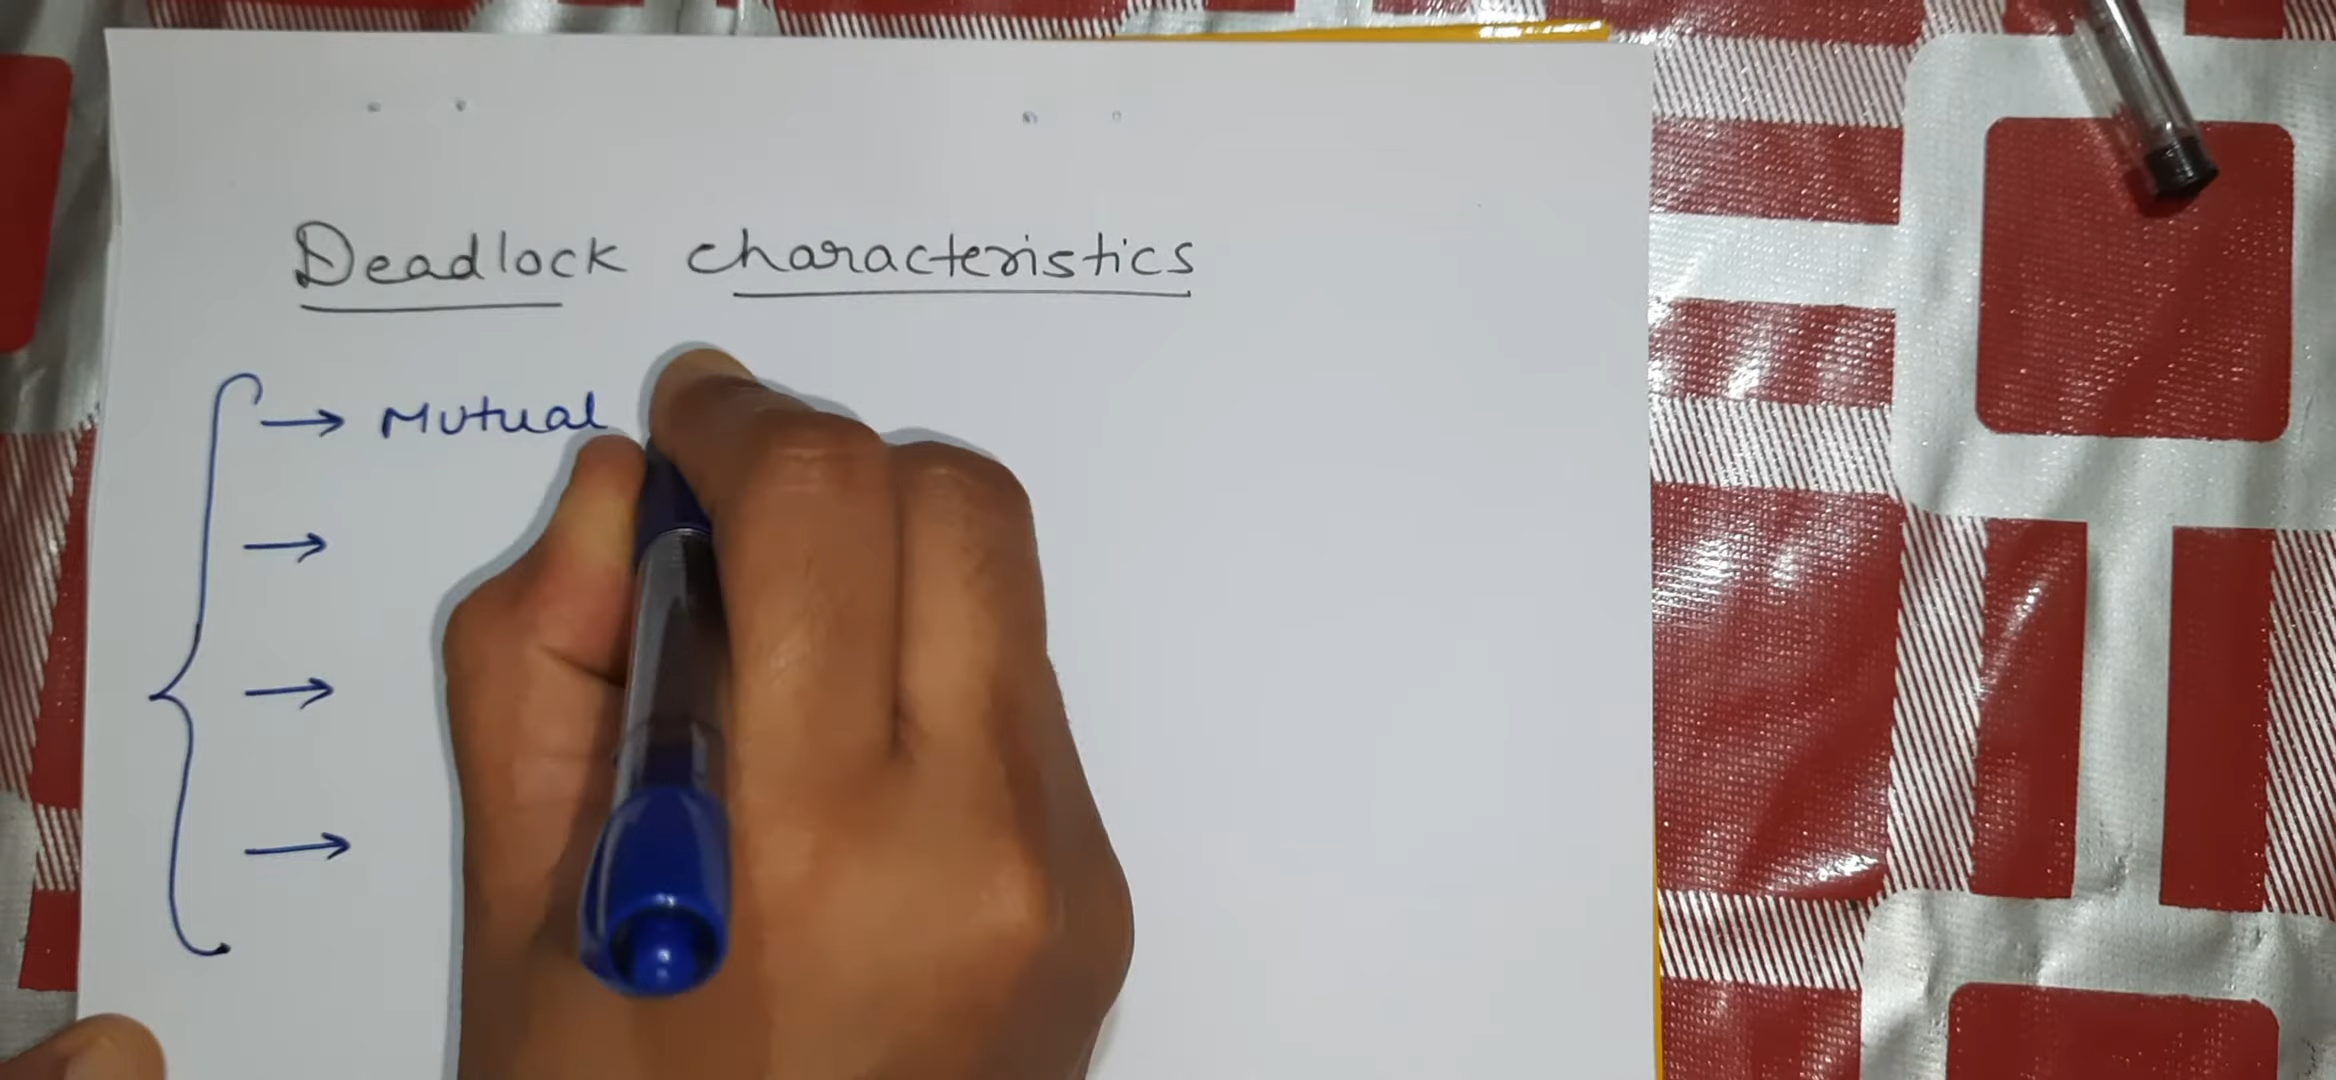 Deadlock characteristics
→ Mutual
→
→
→